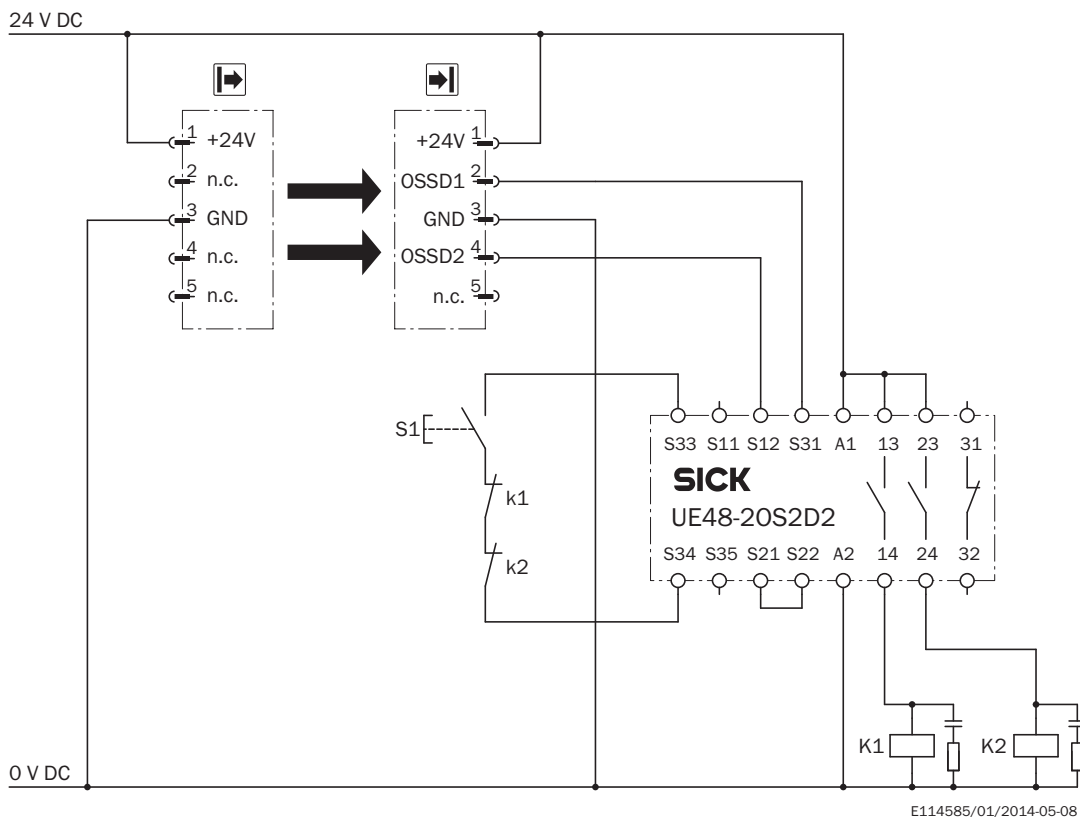 24 V DC
1 +24V
2 n.c.
3 GND
4 n.c.
5 n.c.
+24V 1
OSSD1 2
GND 3
OSSD2 4
n.c. 5
S1
k1
k2
S33 S11 S12 S31 A1 13 23 31
SICK
UE48-2OS2D2
S34 S35 S21 S22 A2 14 24 32
K1
K2
0 V DC
E114585/01/2014-05-08